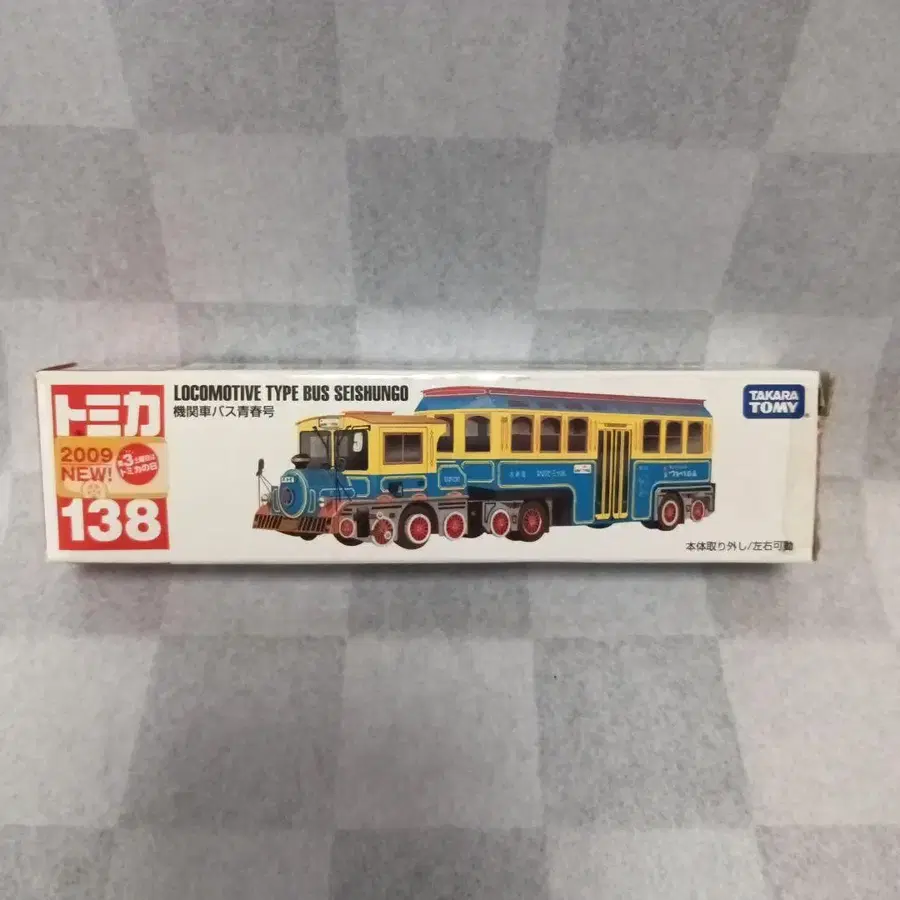 トミカ
2009
NEW!
第3土曜日は
トミカの日
138
LOCOMOTIVE TYPE BUS SEISHUNGO
機関車バス青春号
TAKARA
TOMY
本体取り外し/左右可動